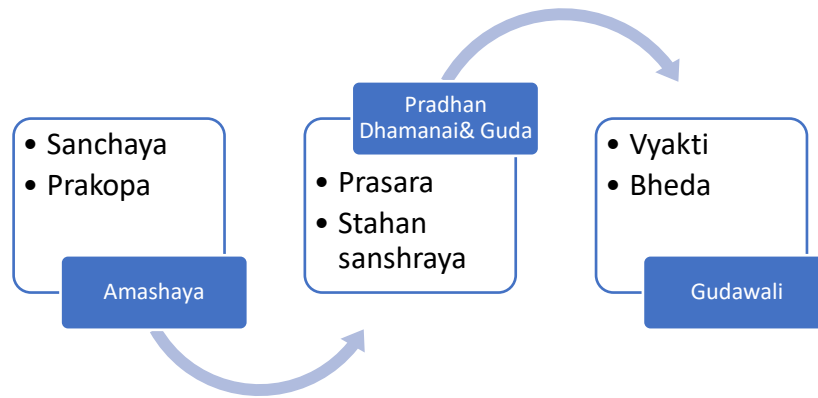 • Sanchaya
• Prakopa
Amashaya
Pradhan
Dhamanai& Guda
• Prasara
• Stahan
sanshraya
• Vyakti
• Bheda
Gudawali